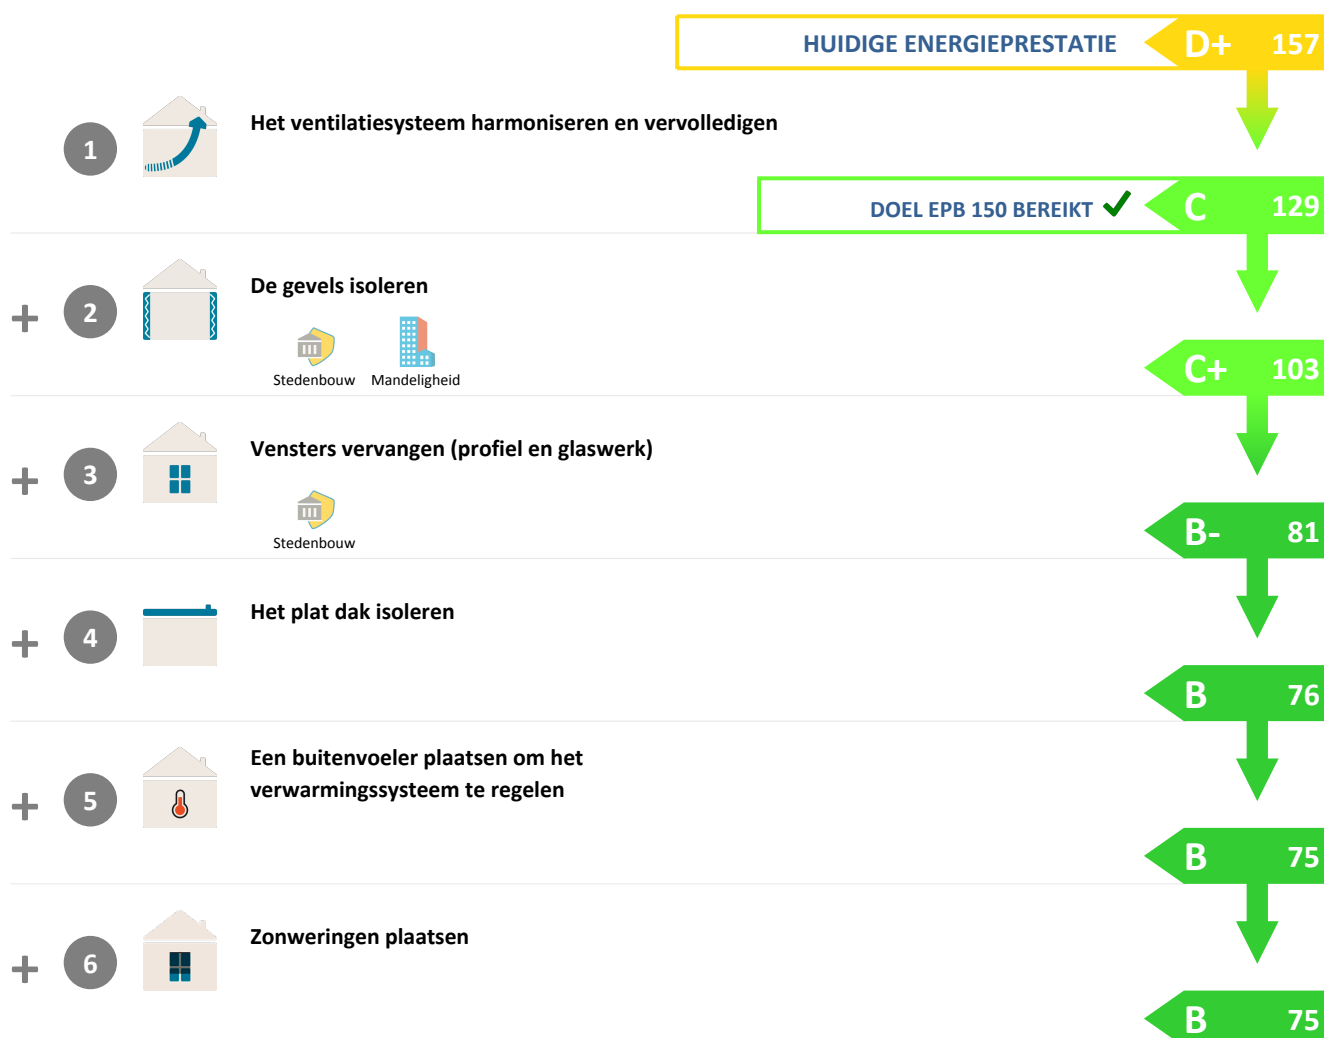 HUIDIGE ENERGIEPRESTATIE D+ 157
1 Het ventilatiesysteem harmoniseren en vervolledigen
DOEL EPB 150 BEREIKT C 129
+ 2 De gevels isoleren
Stedenbouw Mandeligheid
C+ 103
+ 3 Vensters vervangen (profiel en glaswerk)
Stedenbouw
B- 81
+ 4 Het plat dak isoleren
B 76
+ 5 Een buitenvoeler plaatsen om het
verwarmingssysteem te regelen
B 75
+ 6 Zonweringen plaatsen
B 75